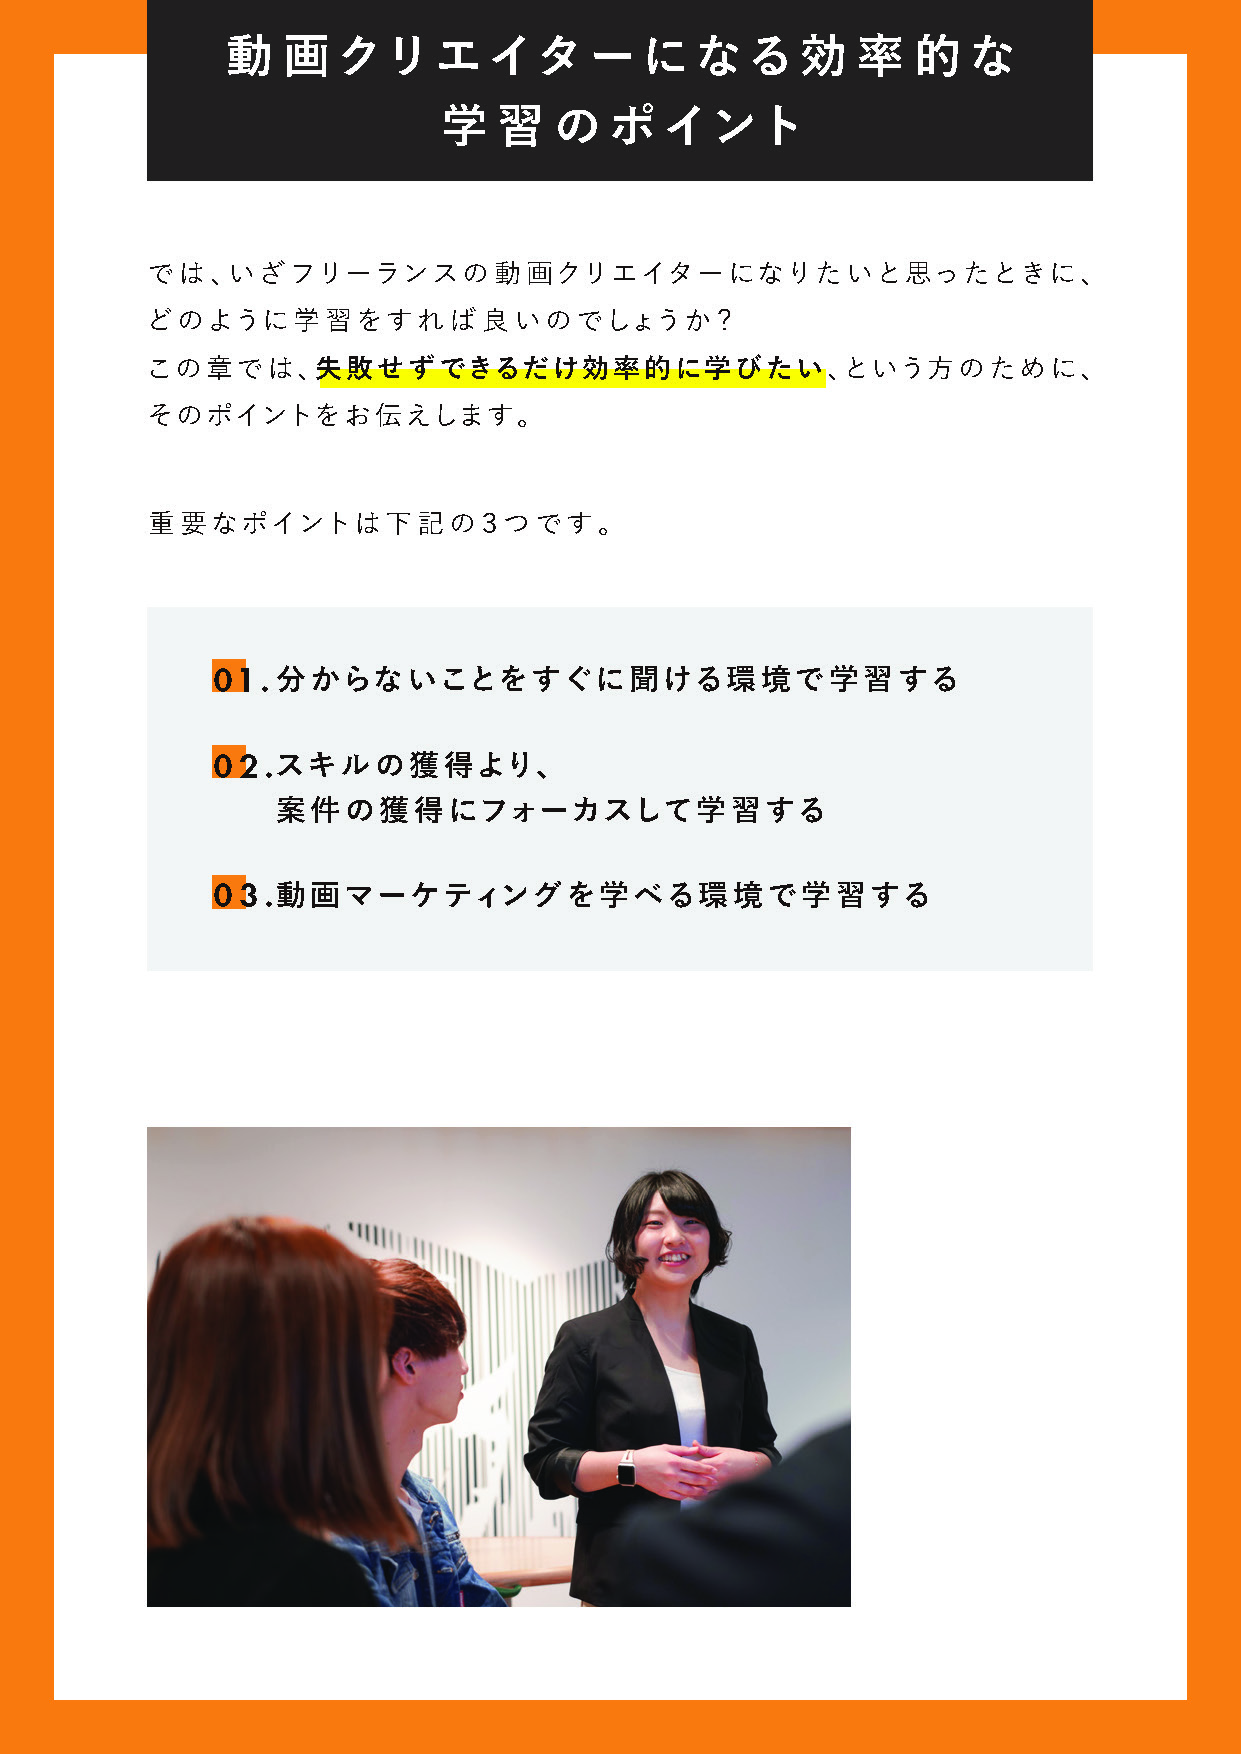 動画クリエイターになる効率的な
学習のポイント
では、いざフリーランスの動画クリエイターになりたいと思ったときに、
どのように学習をすれば良いのでしょうか？
この章では、失敗せずできるだけ効率的に学びたい、という方のために、
そのポイントをお伝えします。
重要なポイントは下記の3つです。
01.分からないことをすぐに聞ける環境で学習する
02.スキルの獲得より、
案件の獲得にフォーカスして学習する
03.動画マーケティングを学べる環境で学習する